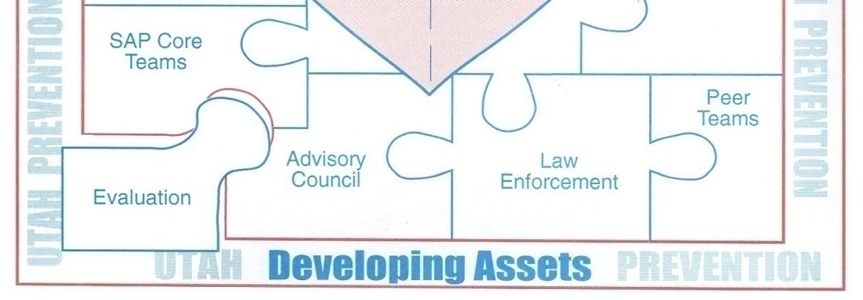 SAP Core
Teams
Peer
Teams
Advisory
Council
Law
Enforcement
Evaluation
UTAH PREVENTION
PREVENTION
UTAH Developing Assets PREVENTION